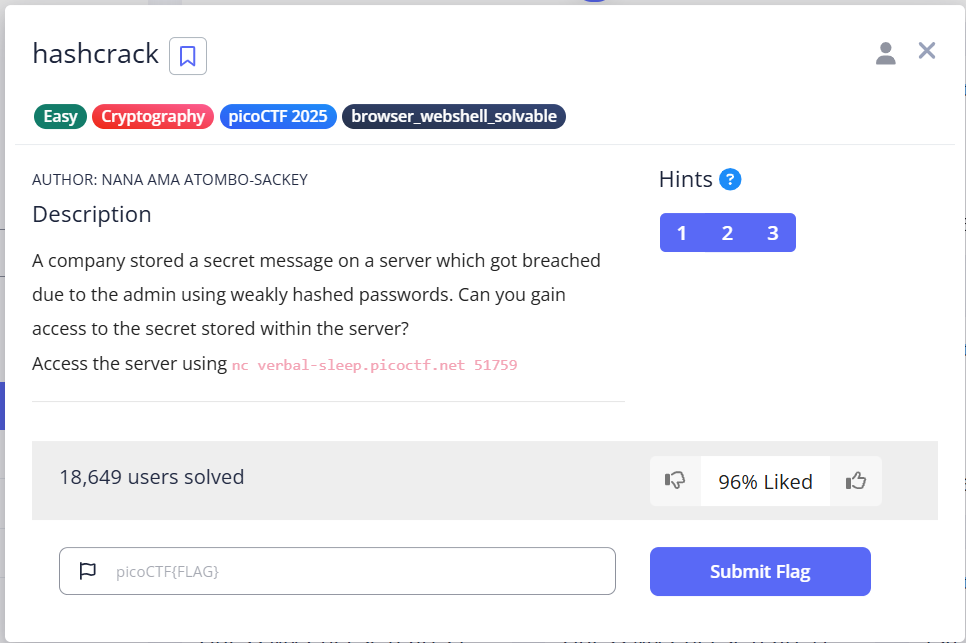 hashcrack
Easy Cryptography picoCTF 2025 browser_webshell_solvable
AUTHOR: NANA AMA ATOMBO-SACKEY
Description
A company stored a secret message on a server which got breached
due to the admin using weakly hashed passwords. Can you gain
access to the secret stored within the server?
Access the server using nc verbal-sleep.picoctf.net 51759
Hints ?
1 2 3
18,649 users solved
96% Liked
picoCTF{FLAG}
Submit Flag